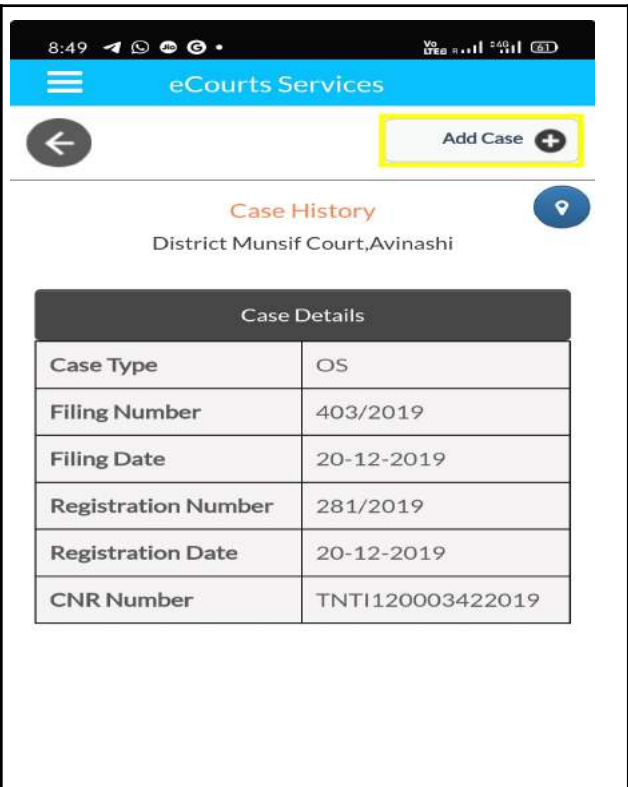 8:49
eCourts Services
Add Case
Case History
District Munsif Court,Avinashi
Case Details
Case Type OS
Filing Number 403/2019
Filing Date 20-12-2019
Registration Number 281/2019
Registration Date 20-12-2019
CNR Number TNTI120003422019